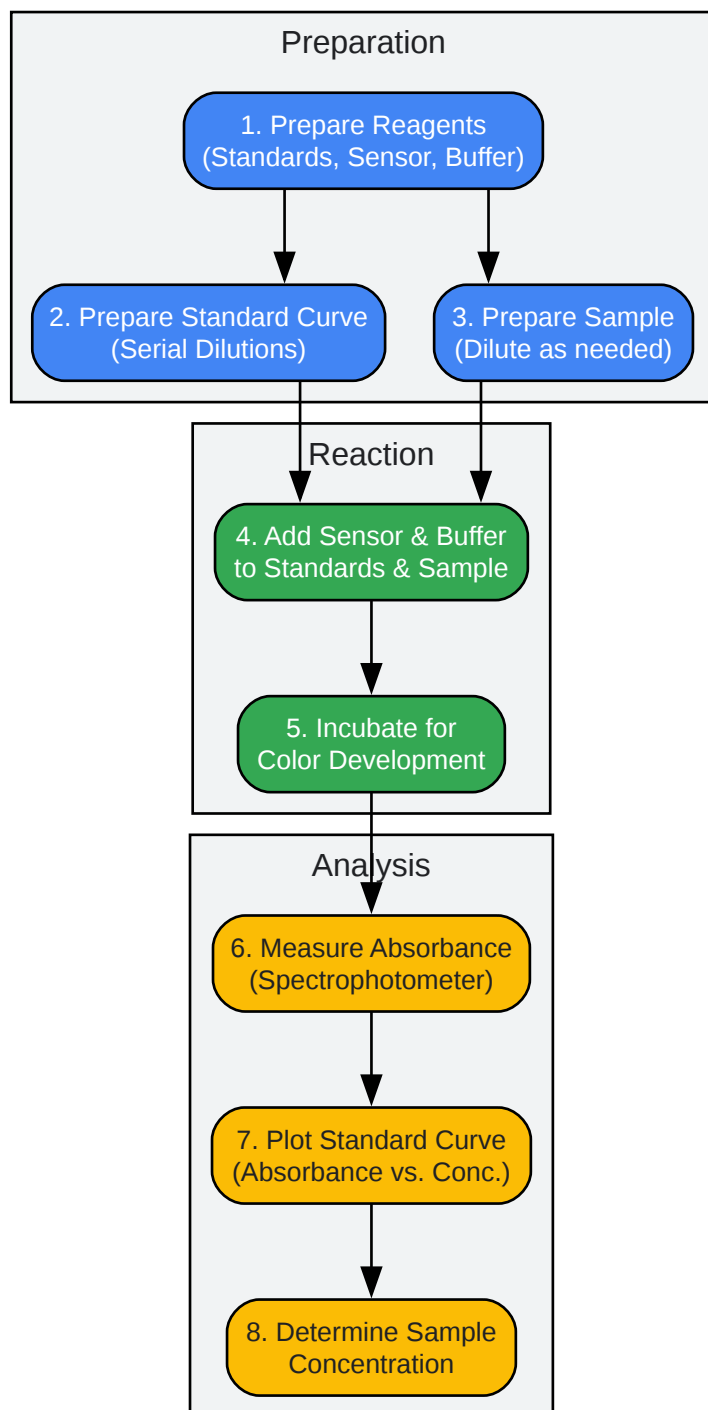 Preparation
1. Prepare Reagents
(Standards, Sensor, Buffer)
2. Prepare Standard Curve
(Serial Dilutions)
3. Prepare Sample
(Dilute as needed)
Reaction
4. Add Sensor & Buffer
to Standards & Sample
5. Incubate for
Color Development
Analysis
6. Measure Absorbance
(Spectrophotometer)
7. Plot Standard Curve
(Absorbance vs. Conc.)
8. Determine Sample
Concentration